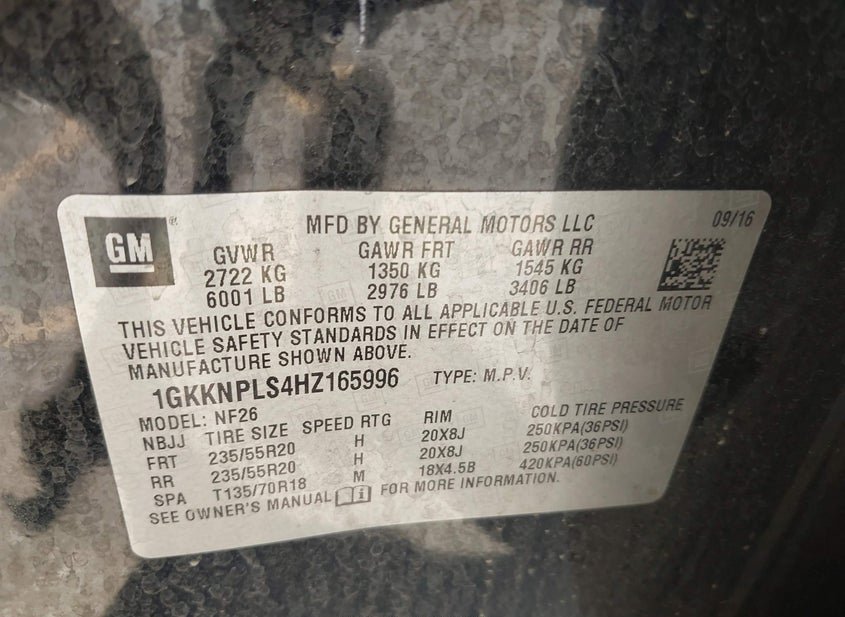 GM
MFD BY GENERAL MOTORS LLC 09/16
GVWR GAWR FRT GAWR RR
2722 KG 1350 KG 1545 KG
6001 LB 2976 LB 3406 LB
THIS VEHICLE CONFORMS TO ALL APPLICABLE U.S. FEDERAL MOTOR
VEHICLE SAFETY STANDARDS IN EFFECT ON THE DATE OF
MANUFACTURE SHOWN ABOVE.
1GKKNPLS4HZ165996 TYPE: M.P.V.
MODEL: NF26
NBJJ TIRE SIZE SPEED RTG RIM COLD TIRE PRESSURE
FRT 235/55R20 H 20X8J 250KPA(36PSI)
RR 235/55R20 H 20X8J 250KPA(36PSI)
SPA T135/70R18 M 18X4.5B 420KPA(60PSI)
SEE OWNER'S MANUAL i FOR MORE INFORMATION.